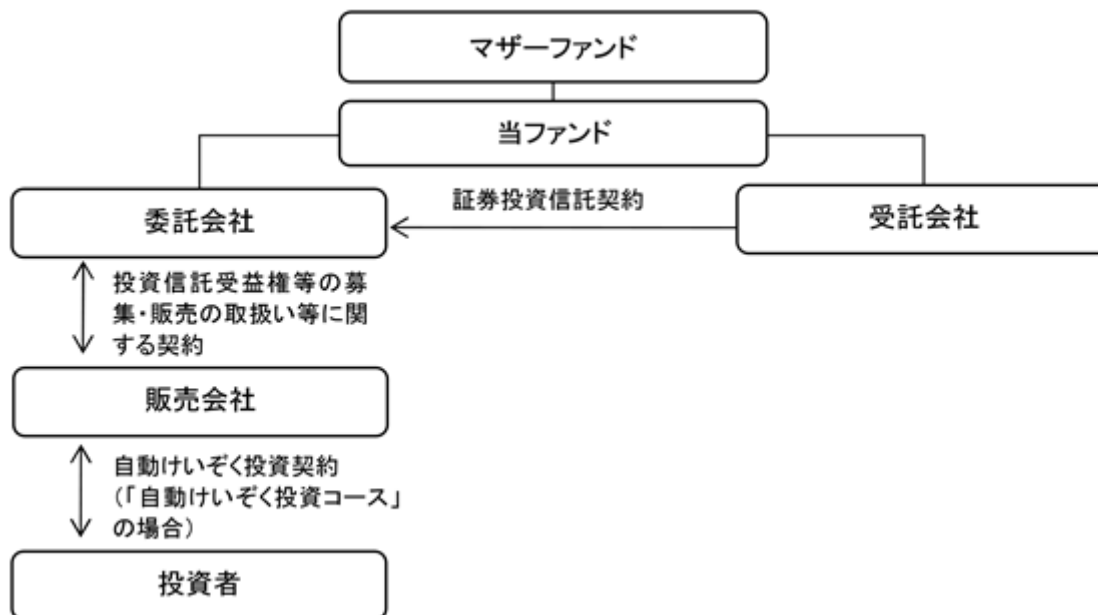 マザーファンド
当ファンド
証券投資信託契約
委託会社
受託会社
投資信託受益権等の募
集・販売の取扱い等に関
する契約
販売会社
自動けいぞく投資契約
(「自動けいぞく投資コース」
の場合)
投資者